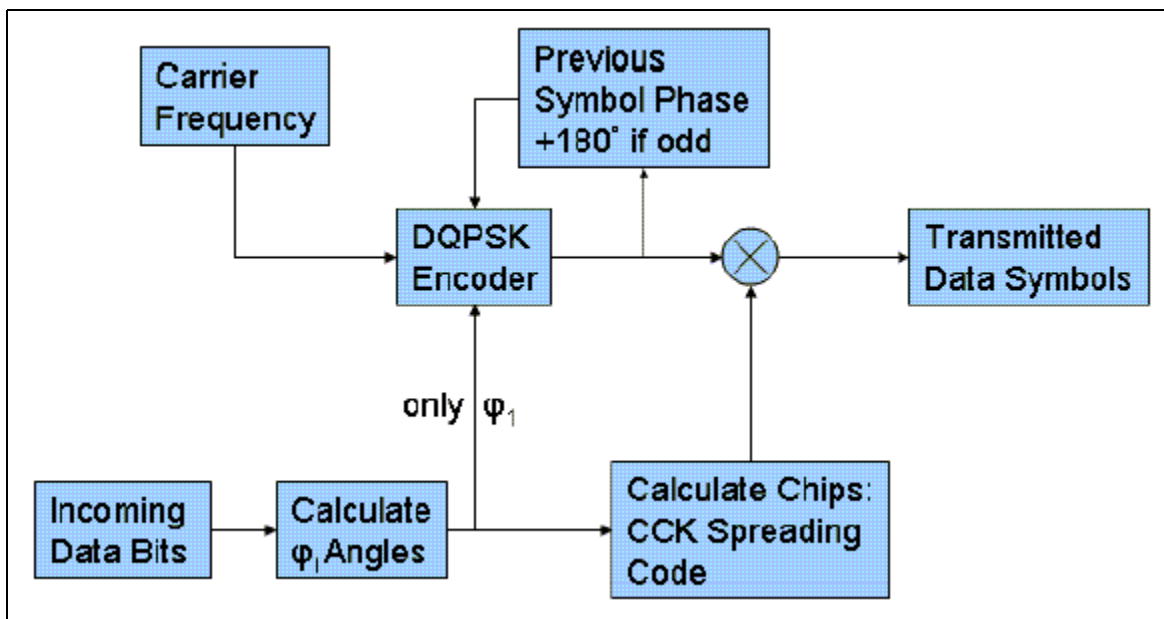 Carrier
Frequency
Previous
Symbol Phase
+180° if odd
DQPSK
Encoder
Transmitted
Data Symbols
only φ₁
Incoming
Data Bits
Calculate
φᵢ Angles
Calculate Chips:
CCK Spreading
Code